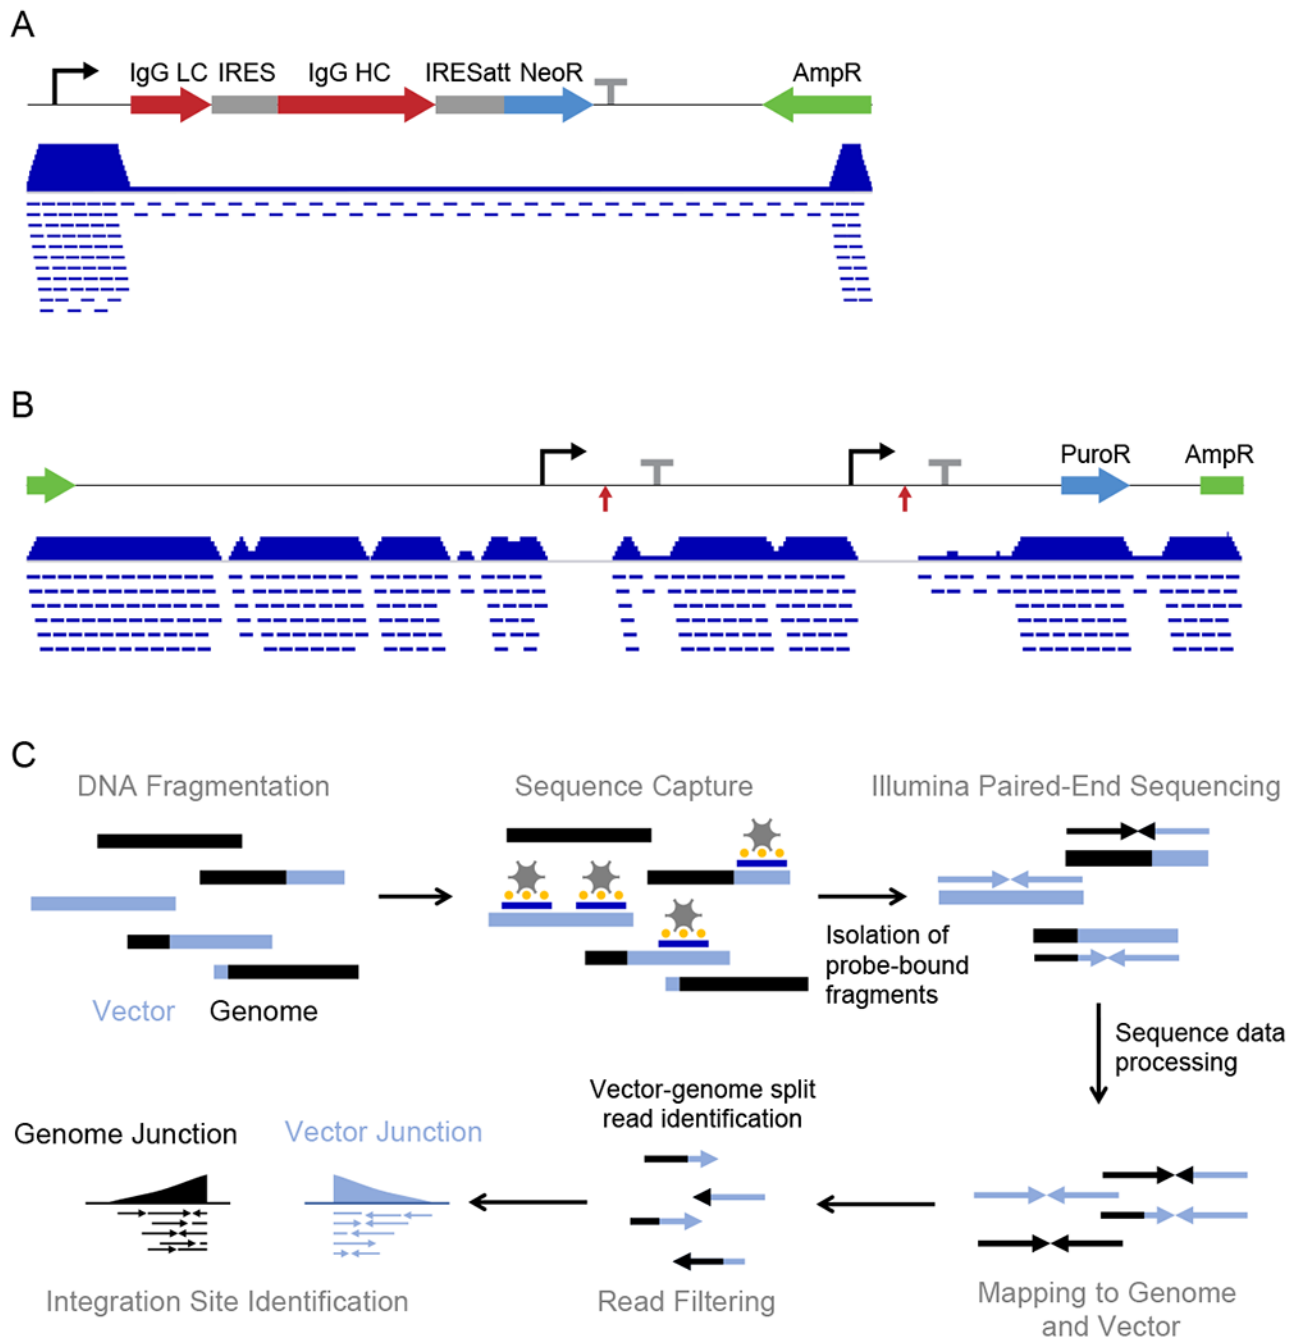 A
IgG LC IRES IgG HC IRESatt NeoR AmpR
B
PuroR AmpR
C
DNA Fragmentation Sequence Capture Illumina Paired-End Sequencing
Vector Genome
Isolation of
probe-bound
fragments
Sequence data
processing
Vector-genome split
read identification
Genome Junction Vector Junction
Integration Site Identification
Read Filtering
Mapping to Genome
and Vector